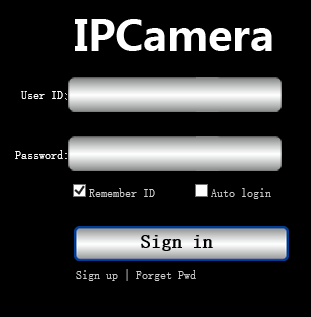 IPCamera
User ID:
Password:
Remember ID Auto login
Sign in
Sign up | Forget Pwd